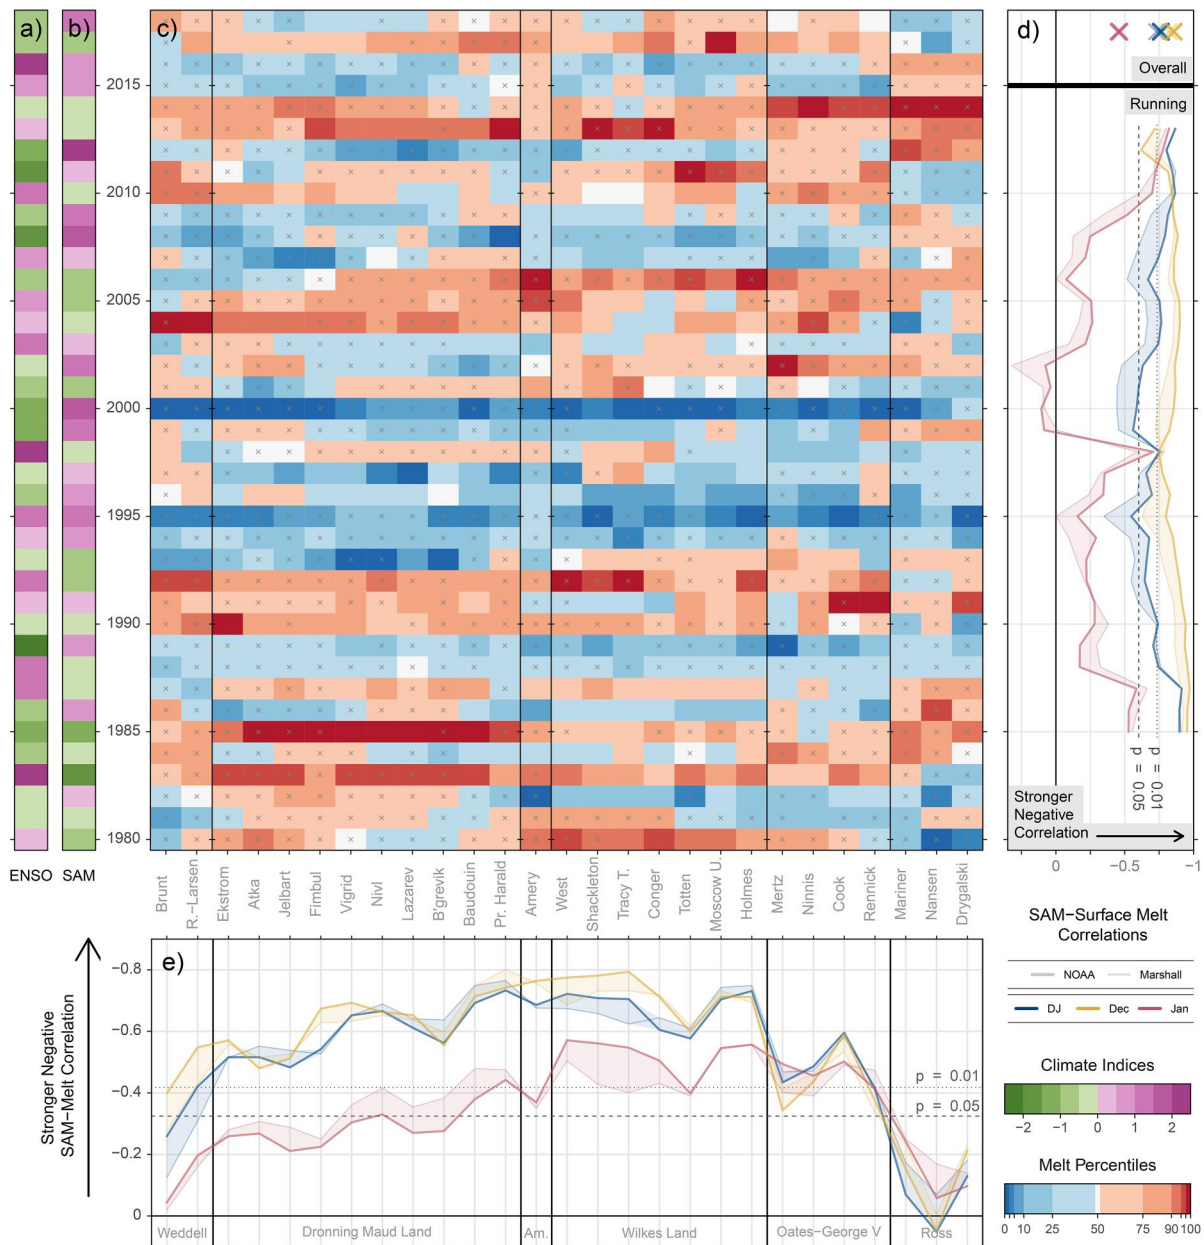 a)
b)
c)
d)
Overall
Running
2015
2010
2005
2000
1995
1990
1985
1980
p = 0.05
p = 0.01
Stronger
Negative
Correlation
0
−0.5
−1
ENSO
SAM
Brunt
R.−Larsen
Ekstrom
Atka
Jelbart
Fimbul
Vigrid
Nivl
Lazarev
B'grevik
Baudouin
Pr. Harald
Amery
West
Shackleton
Tracy T.
Conger
Totten
Moscow U.
Holmes
Mertz
Ninnis
Cook
Rennick
Mariner
Nansen
Drygalski
e)
Stronger Negative
SAM−Melt Correlation
−0.8
−0.6
−0.4
−0.2
0
p = 0.01
p = 0.05
Weddell
Dronning Maud Land
Am.
Wilkes Land
Oates−George V
Ross
SAM−Surface Melt
Correlations
NOAA
Marshall
DJ
Dec
Jan
Climate Indices
−2
−1
0
1
2
Melt Percentiles
0
10
25
50
75
90
100